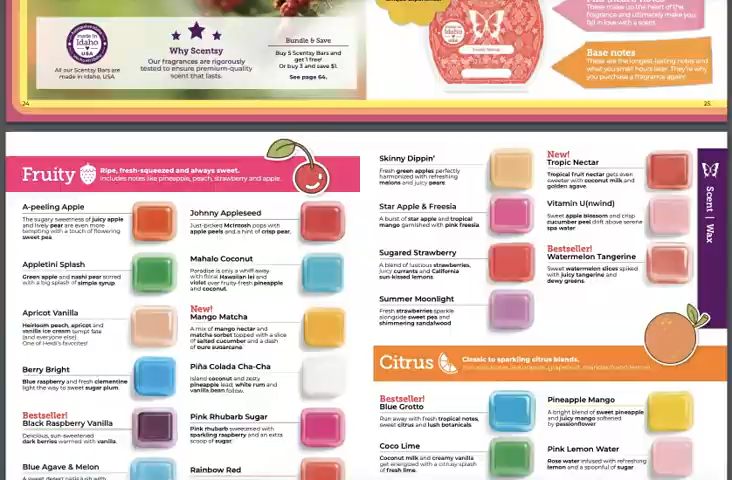 made in
Idaho
USA
All our Scentsy Bars are
made in Idaho, USA.
Why Scentsy
Our fragrances are rigorously
tested to ensure premium-quality
scent that lasts.
Bundle & Save
Buy 5 Scentsy Bars and
get 1 free!
Or buy 3 and save $1.
See page 64.
24
These make up the heart of the
fragrance and ultimately make you
fall in love with a scent.
Base notes
These are the longest-lasting notes and
what you smell hours later. They're why
you purchase a fragrance again!
25
Fruity
Ripe, fresh-squeezed and always sweet.
Includes notes like pineapple, peach, strawberry and apple.
A-peeling Apple
The sugary sweetness of juicy apple
and lively pear are even more
tempting with a touch of flowering
sweet pea.
Appletini Splash
Green apple and nashi pear stirred
with a big splash of simple syrup
Apricot Vanilla
Heirloom peach, apricot and
vanilla ice cream tempt fate
(and everyone else).
One of Heidi's favorites!
Berry Bright
Blue raspberry and fresh clementine
light the way to sweet sugar plum.
Bestseller!
Black Raspberry Vanilla
Delicious, sun-sweetened
dark berries warmed with vanilla.
Blue Agave & Melon
Johnny Appleseed
Just-picked McIntosh pops with
apple peels and a hint of crisp pear.
Mahalo Coconut
Paradise is only a whiff away
with floral Hawaiian lei and
violet over fruity-fresh pineapple
and coconut.
New!
Mango Matcha
A mix of mango nectar and
matcha sorbet topped with a slice
of salted cucumber and a dash
of pure sugarcane.
Piña Colada Cha-Cha
Island coconut and zesty
pineapple lead, white rum and
vanilla bean follow.
Pink Rhubarb Sugar
Pink rhubarb sweetened with
sparkling raspberry and an extra
scoop of sugar.
Rainbow Red
Skinny Dippin'
Fresh green apples perfectly
harmonized with refreshing
melons and juicy pears
Star Apple & Freesia
A burst of star apple and tropical
mango garnished with pink freesia
Sugared Strawberry
A blend of luscious strawberries,
juicy currants and California
sun-kissed lemons.
Summer Moonlight
Fresh strawberries sparkle
alongside sweet pea and
shimmering sandalwood
New!
Tropic Nectar
Tropical fruit nectar gets even
sweeter with coconut milk and
golden agave.
Vitamin U(nwind)
Sweet apple blossom and crisp
cucumber peel drift above serene
spa water
Bestseller!
Watermelon Tangerine
Sweet watermelon slices spiked
with juicy tangerine and
dewy greens.
Scent | Wax
Citrus
Classic to sparkling citrus blends.
Bestseller!
Blue Grotto
Run away with fresh tropical notes,
sweet citrus and lush botanicals
Coco Lime
Coconut milk and creamy vanilla
get energized with a citrusy splash
of fresh lime.
Pineapple Mango
A bright blend of sweet pineapple
and juicy mango softened
by passionflower
Pink Lemon Water
Rose water infused with refreshing
lemon and a spoonful of sugar